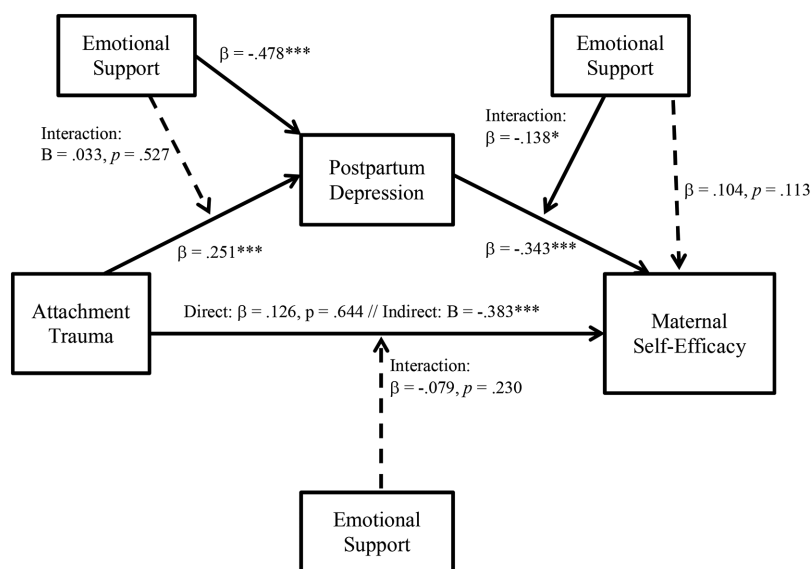 Emotional
Support
β = -.478***
Emotional
Support
Interaction:
B = .033, p = .527
Interaction:
β = -.138*
Postpartum
Depression
β = .104, p = .113
β = .251***
β = -.343***
Attachment
Trauma
Direct: β = .126, p = .644 // Indirect: B = -.383***
Maternal
Self-Efficacy
Interaction:
β = -.079, p = .230
Emotional
Support